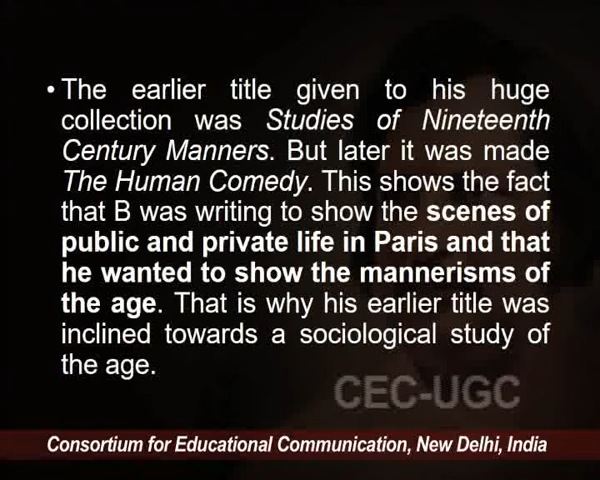 • The earlier title given to his huge
collection was Studies of Nineteenth
Century Manners. But later it was made
The Human Comedy. This shows the fact
that B was writing to show the scenes of
public and private life in Paris and that
he wanted to show the mannerisms of
the age. That is why his earlier title was
inclined towards a sociological study of
the age.
CEC-UGC
Consortium for Educational Communication, New Delhi, India